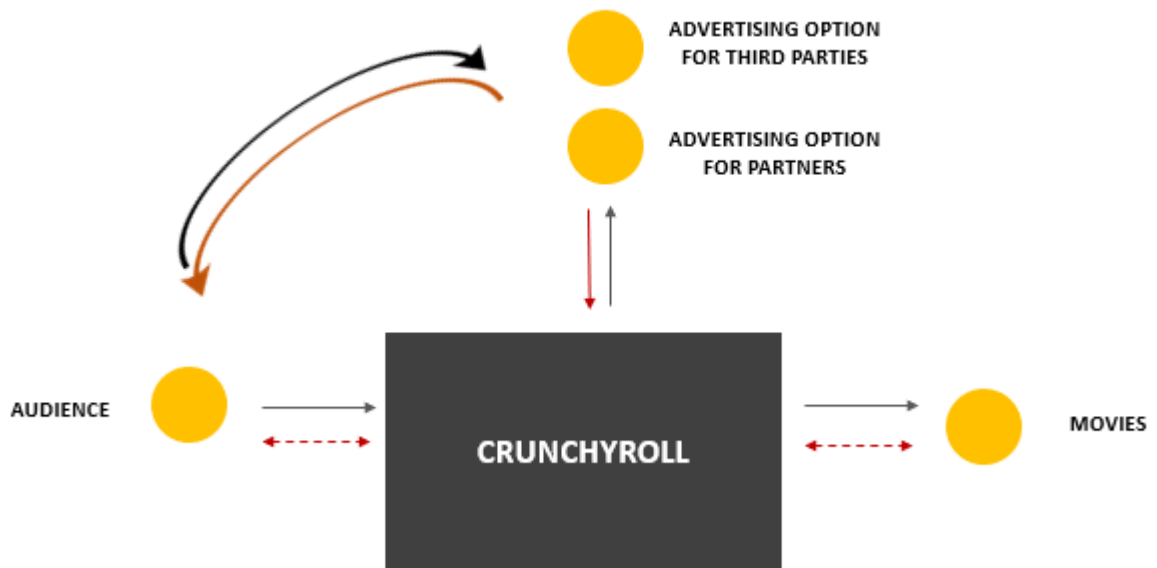 ADVERTISING OPTION
FOR THIRD PARTIES
ADVERTISING OPTION
FOR PARTNERS
AUDIENCE
CRUNCHYROLL
MOVIES